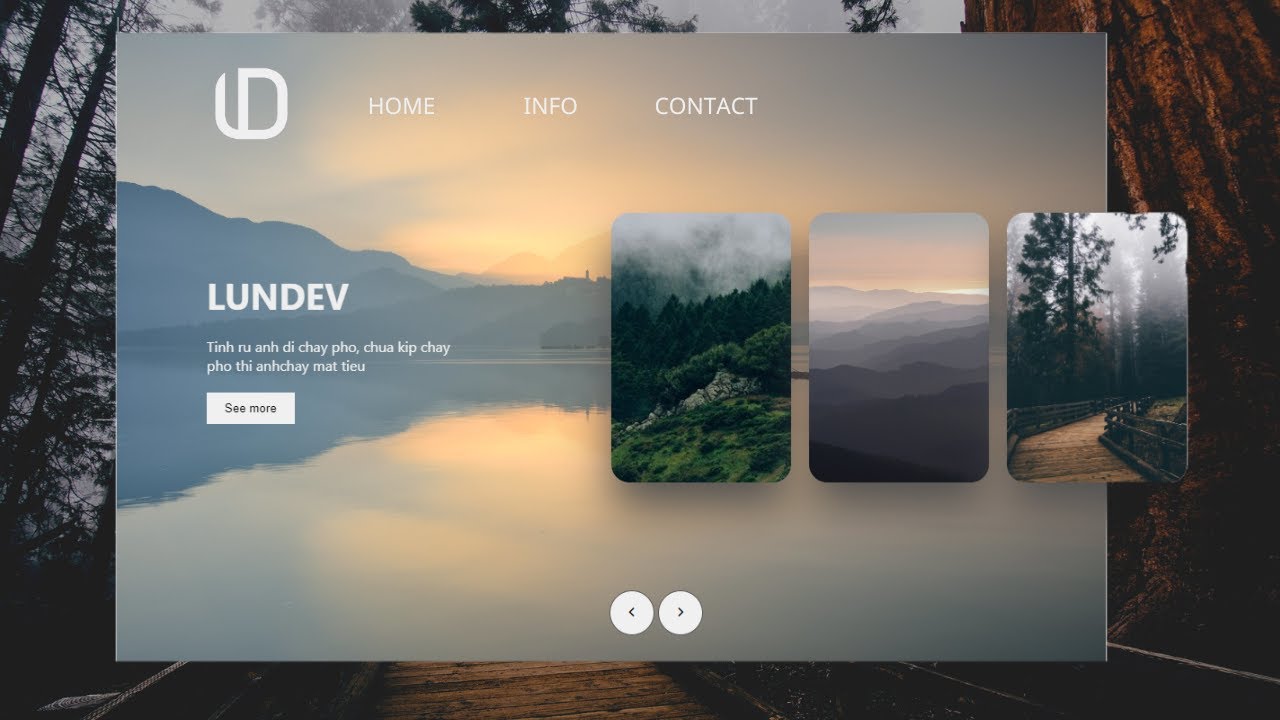 HOME INFO CONTACT
LUNDEV
Tinh ru anh di chay pho, chua kip chay
pho thi anhchay mat tieu
See more